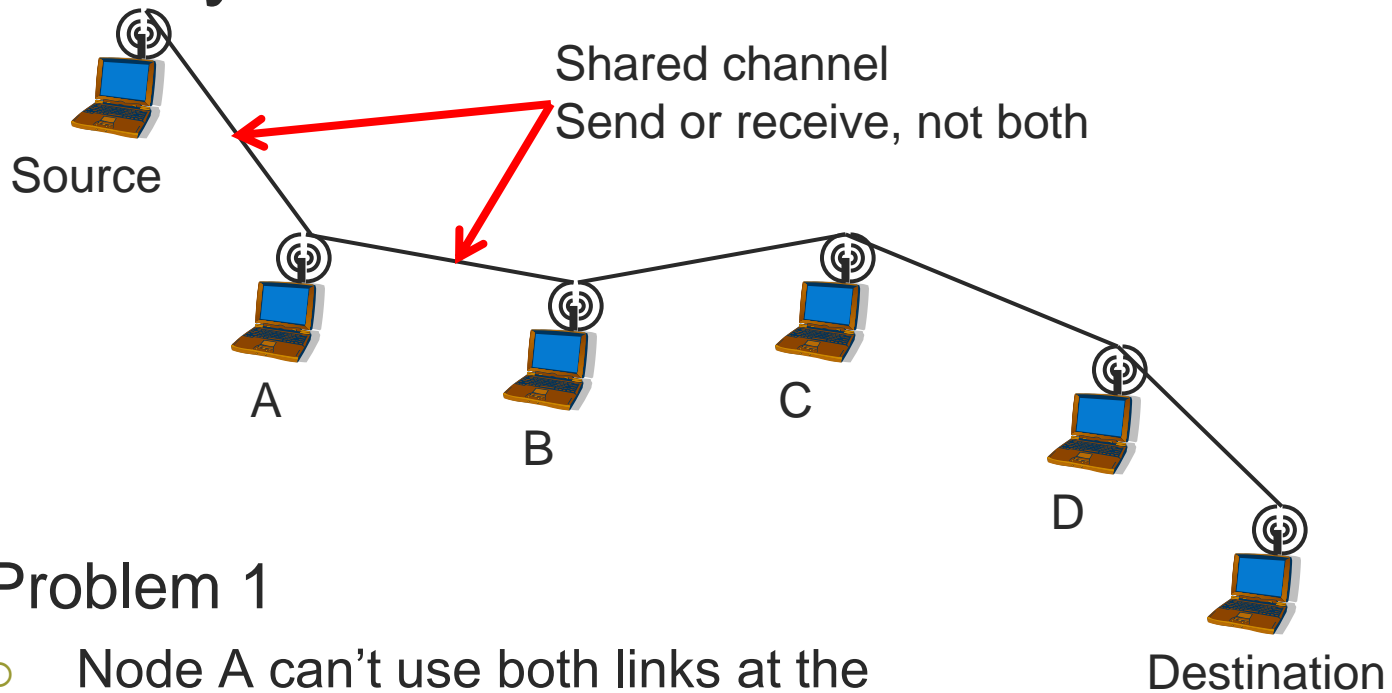 Shared channel
Send or receive, not both
Source
A
B
C
D
Problem 1
Node A can't use both links at the
Destination